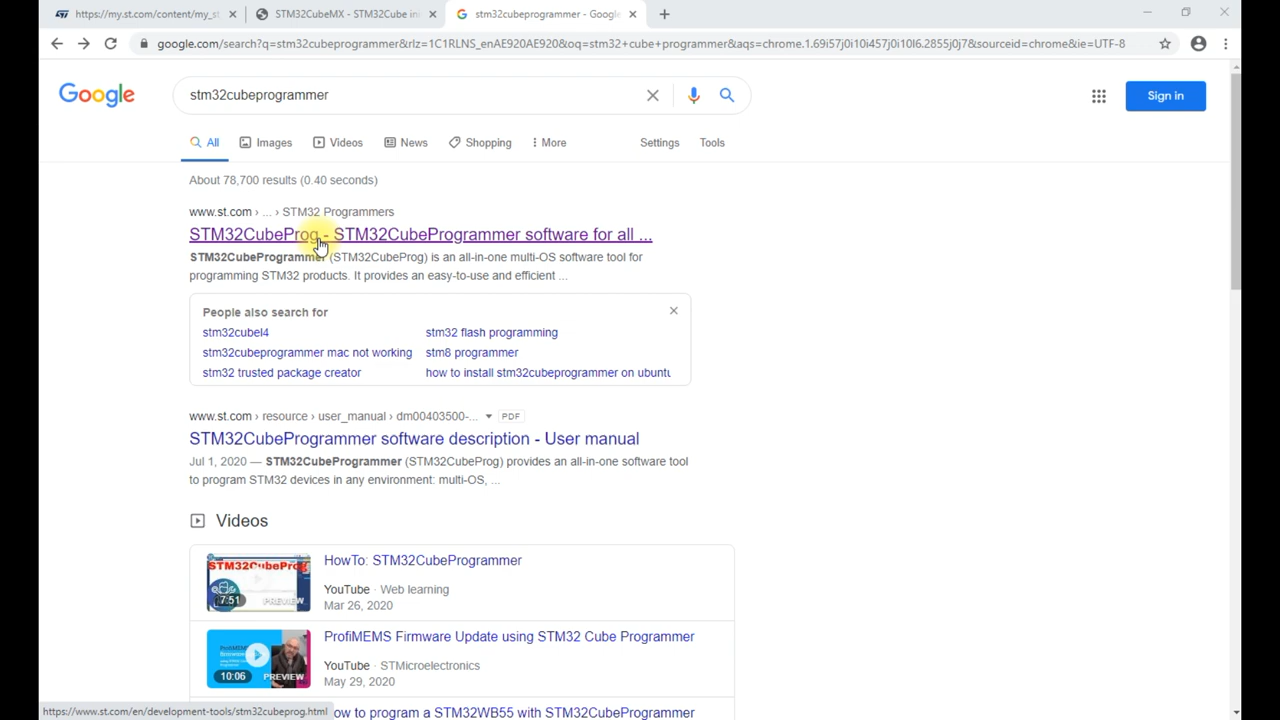 https://my.st.com/content/my_st
STM32CubeMX - STM32Cube in
stm32cubeprogrammer - Google
google.com/search?q=stm32cubeprogrammer&rlz=1C1RLNS_enAE920AE920&oq=stm32+cube+programmer&aqs=chrome.1.69i57j0i10i457j0i10l6.2855j0j7&sourceid=chrome&ie=UTF-8
Google
stm32cubeprogrammer
Sign in
All
Images
Videos
News
Shopping
More
Settings
Tools
About 78,700 results (0.40 seconds)
www.st.com › ... › STM32 Programmers
STM32CubeProg - STM32CubeProgrammer software for all ...
STM32CubeProgrammer (STM32CubeProg) is an all-in-one multi-OS software tool for
programming STM32 products. It provides an easy-to-use and efficient ...
People also search for
stm32cubel4
stm32 flash programming
stm32cubeprogrammer mac not working
stm8 programmer
stm32 trusted package creator
how to install stm32cubeprogrammer on ubuntu
www.st.com › resource › user_manual › dm00403500-... PDF
STM32CubeProgrammer software description - User manual
Jul 1, 2020 — STM32CubeProgrammer (STM32CubeProg) provides an all-in-one software tool
to program STM32 devices in any environment: multi-OS, ...
Videos
STM32CubeProg
7:51
PREVIEW
HowTo: STM32CubeProgrammer
YouTube · Web learning
Mar 26, 2020
10:06
PREVIEW
ProfiMEMS Firmware Update using STM32 Cube Programmer
YouTube · STMicroelectronics
May 29, 2020
ow to program a STM32WB55 with STM32CubeProgrammer
https://www.st.com/en/development-tools/stm32cubeprog.html